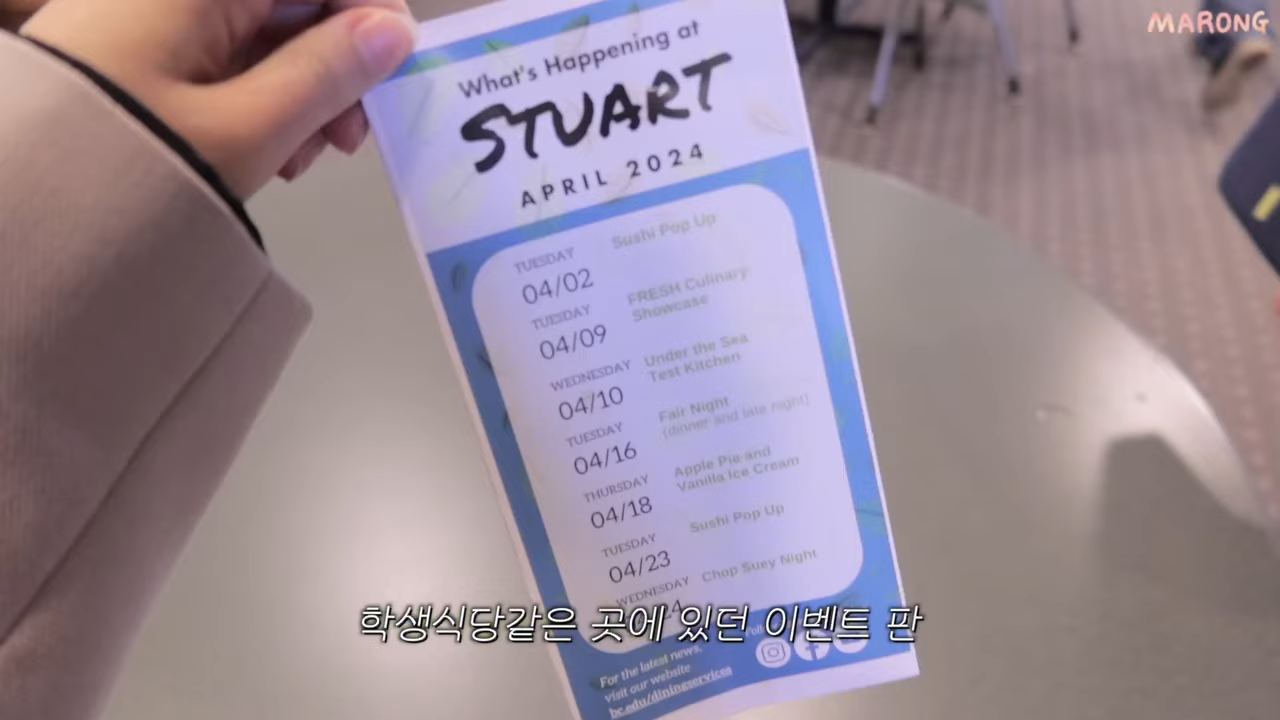 MARONG
What's Happening at
STUART
APRIL 2024
TUESDAY
04/02
Sushi Pop Up
TUESDAY
04/09
FRESH Culinary
Showcase
WEDNESDAY
04/10
Under the Sea
Test Kitchen
TUESDAY
04/16
Fair Night
(dinner and late night)
THURSDAY
04/18
Apple Pie and
Vanilla Ice Cream
TUESDAY
04/23
Sushi Pop Up
WEDNESDAY
Chop Suey Night
학생식당같은 곳에 있던 이벤트 판
For the latest news,
visit our website
bc.edu/diningservices